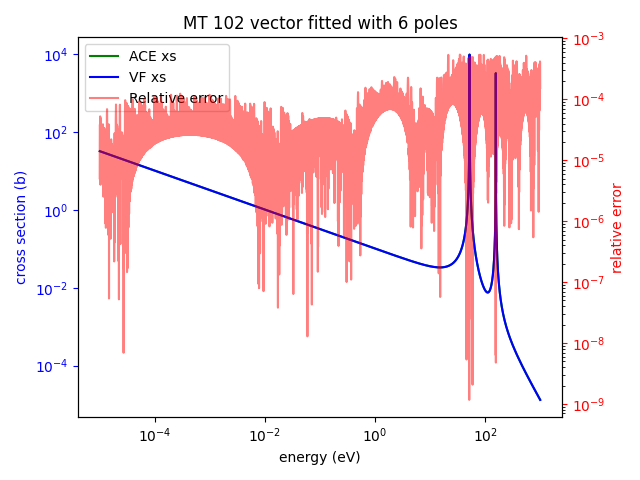 MT 102 vector fitted with 6 poles
ACE xs
VF xs
Relative error
cross section (b)
10^4
10^2
10^0
10^-2
10^-4
10^-3
10^-4
10^-5
10^-6
10^-7
10^-8
10^-9
relative error
10^-4
10^-2
10^0
10^2
energy (eV)